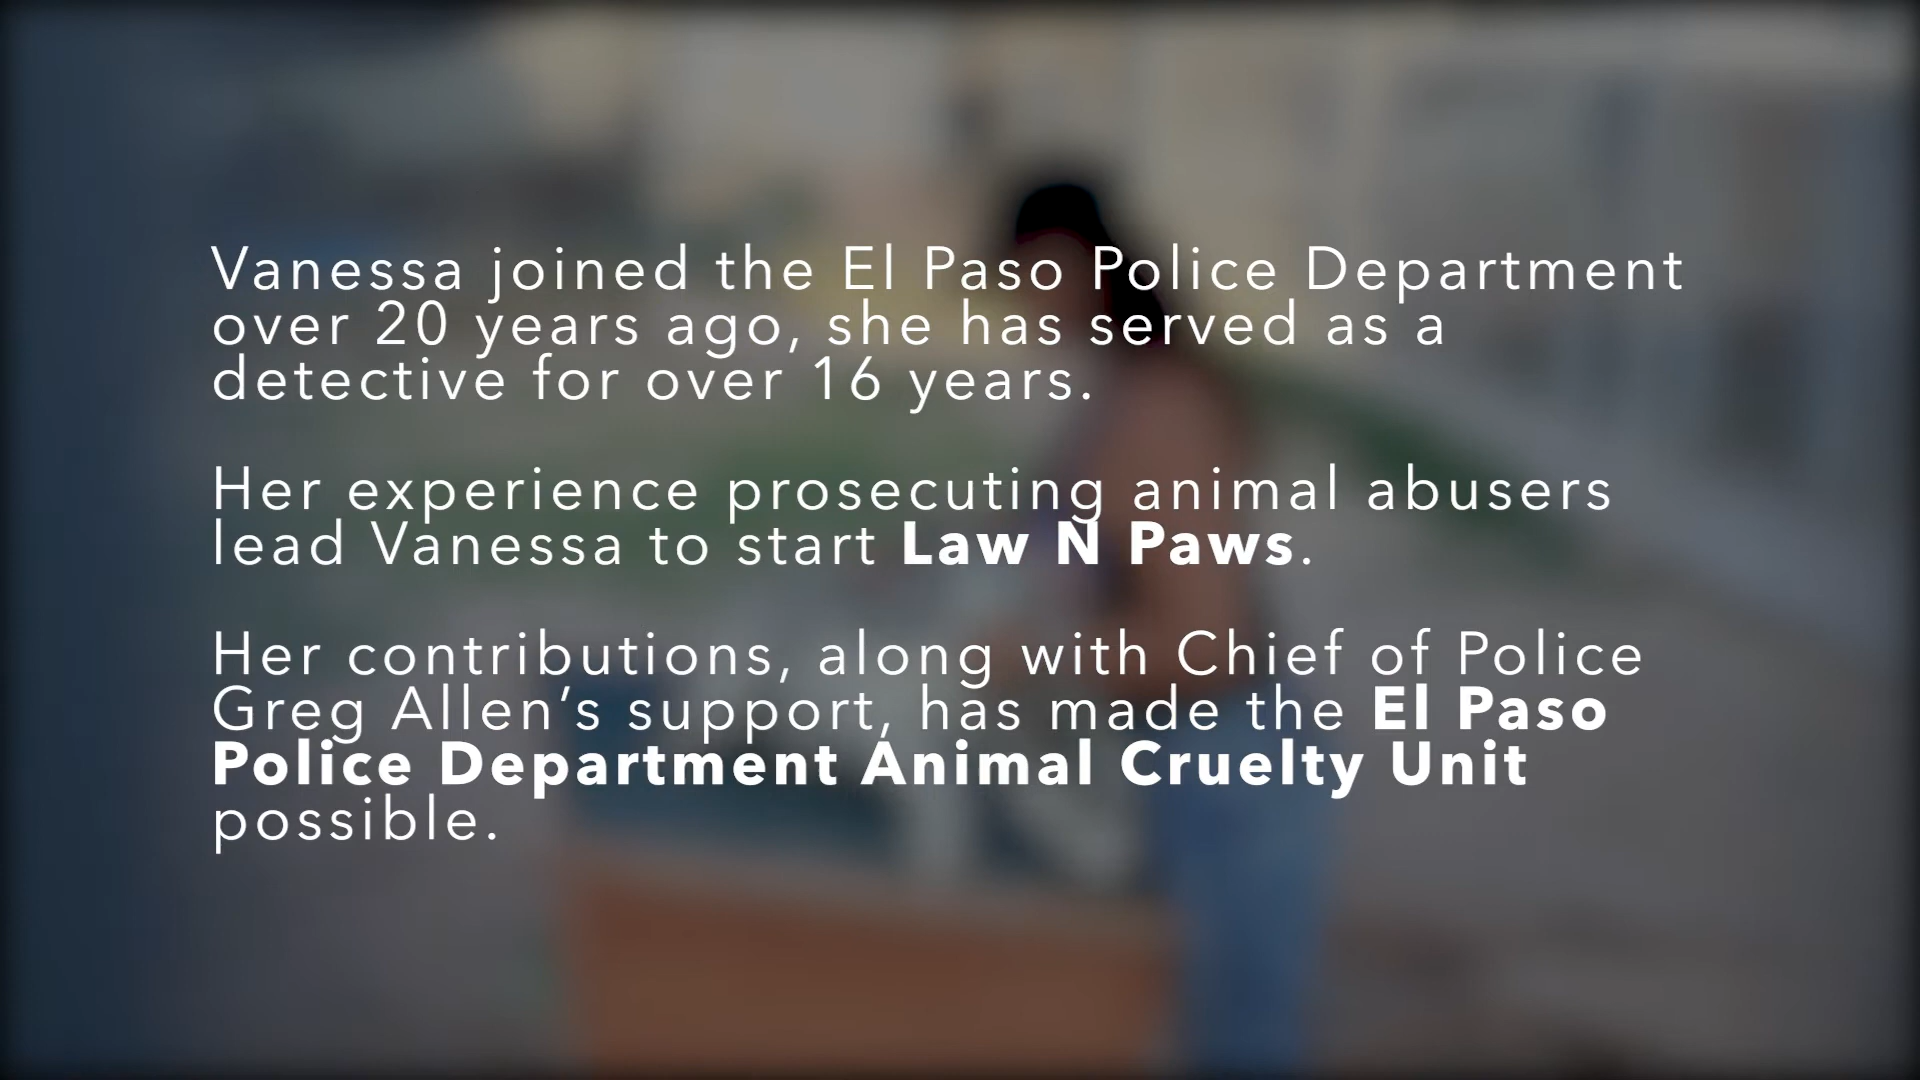 Vanessa joined the El Paso Police Department
over 20 years ago, she has served as a
detective for over 16 years.
Her experience prosecuting animal abusers
lead Vanessa to start Law N Paws.
Her contributions, along with Chief of Police
Greg Allen’s support, has made the El Paso
Police Department Animal Cruelty Unit
possible.